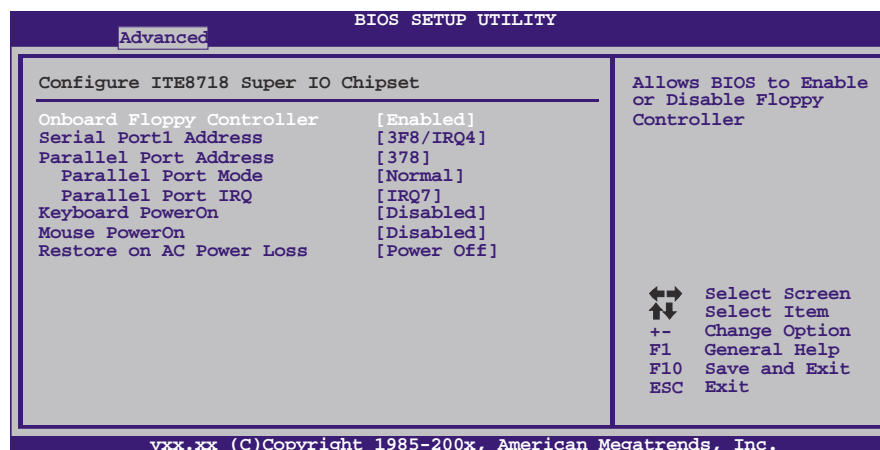 BIOS SETUP UTILITY
Advanced
Configure ITE8718 Super IO Chipset
Onboard Floppy Controller [Enabled]
Serial Port1 Address [3F8/IRQ4]
Parallel Port Address [378]
Parallel Port Mode [Normal]
Parallel Port IRQ [IRQ7]
Keyboard PowerOn [Disabled]
Mouse PowerOn [Disabled]
Restore on AC Power Loss [Power Off]
Allows BIOS to Enable
or Disable Floppy
Controller
Select Screen
Select Item
+- Change Option
F1 General Help
F10 Save and Exit
ESC Exit
vxx.xx (C)Copyright 1985-200x, American Megatrends, Inc.